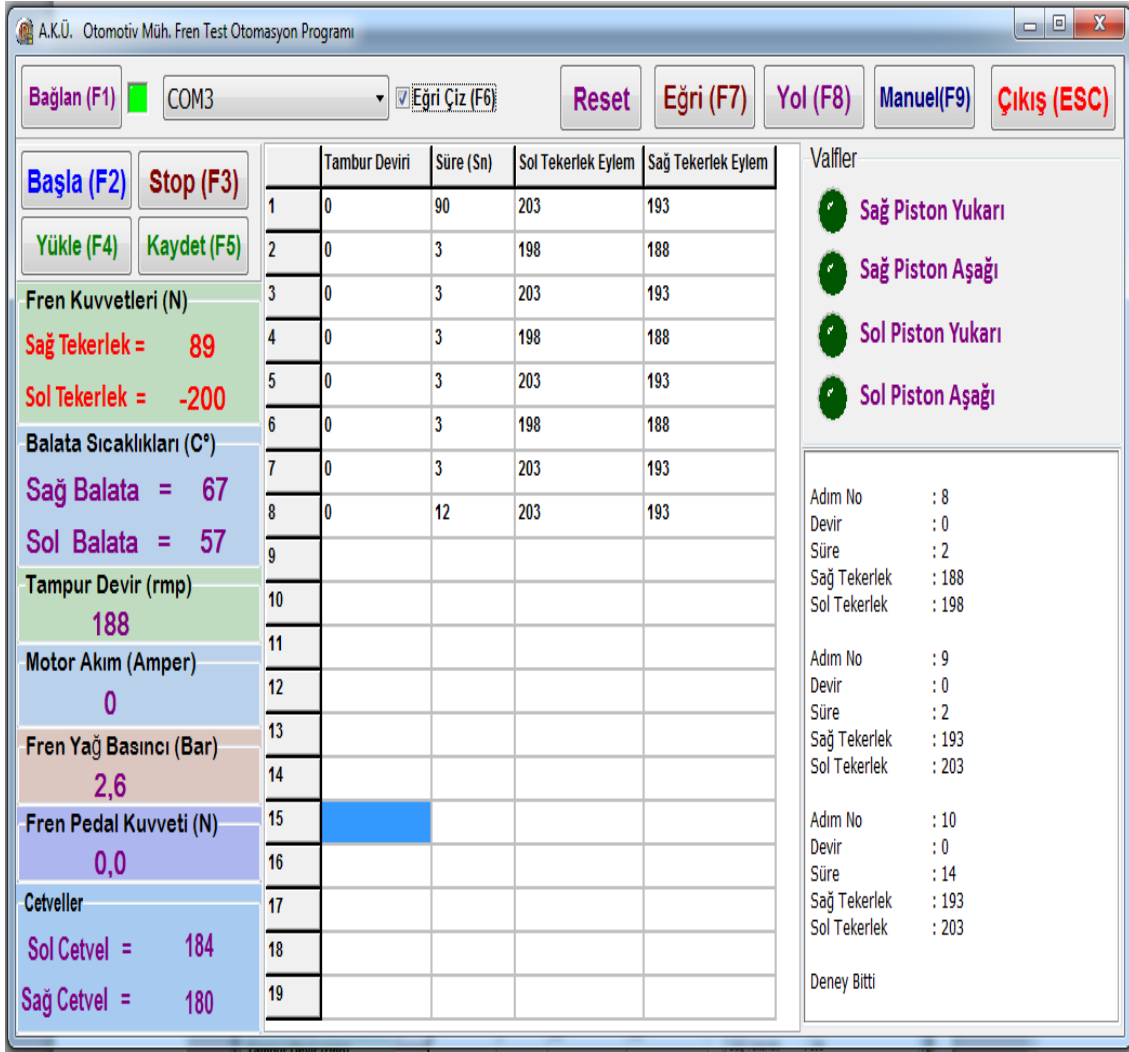 A.K.Ü. Otomotiv Müh. Fren Test Otomasyon Programı
Bağlan (F1) COM3 Eğri Çiz (F6) Reset Eğri (F7) Yol (F8) Manuel(F9) Çıkış (ESC)
Başla (F2) Stop (F3)
Yükle (F4) Kaydet (F5)
Fren Kuvvetleri (N)
Sağ Tekerlek = 89
Sol Tekerlek = -200
Balata Sıcaklıkları (C°)
Sağ Balata = 67
Sol Balata = 57
Tampur Devir (rmp)
188
Motor Akım (Amper)
0
Fren Yağ Basıncı (Bar)
2,6
Fren Pedal Kuvveti (N)
0,0
Cetveller
Sol Cetvel = 184
Sağ Cetvel = 180
Tambur Deviri Süre (Sn) Sol Tekerlek Eylem Sağ Tekerlek Eylem
1 0 90 203 193
2 0 3 198 188
3 0 3 203 193
4 0 3 198 188
5 0 3 203 193
6 0 3 198 188
7 0 3 203 193
8 0 12 203 193
9
10
11
12
13
14
15
16
17
18
19
Valfler
Sağ Piston Yukarı
Sağ Piston Aşağı
Sol Piston Yukarı
Sol Piston Aşağı
Adım No : 8
Devir : 0
Süre : 2
Sağ Tekerlek : 188
Sol Tekerlek : 198
Adım No : 9
Devir : 0
Süre : 2
Sağ Tekerlek : 193
Sol Tekerlek : 203
Adım No : 10
Devir : 0
Süre : 14
Sağ Tekerlek : 193
Sol Tekerlek : 203
Deney Bitti